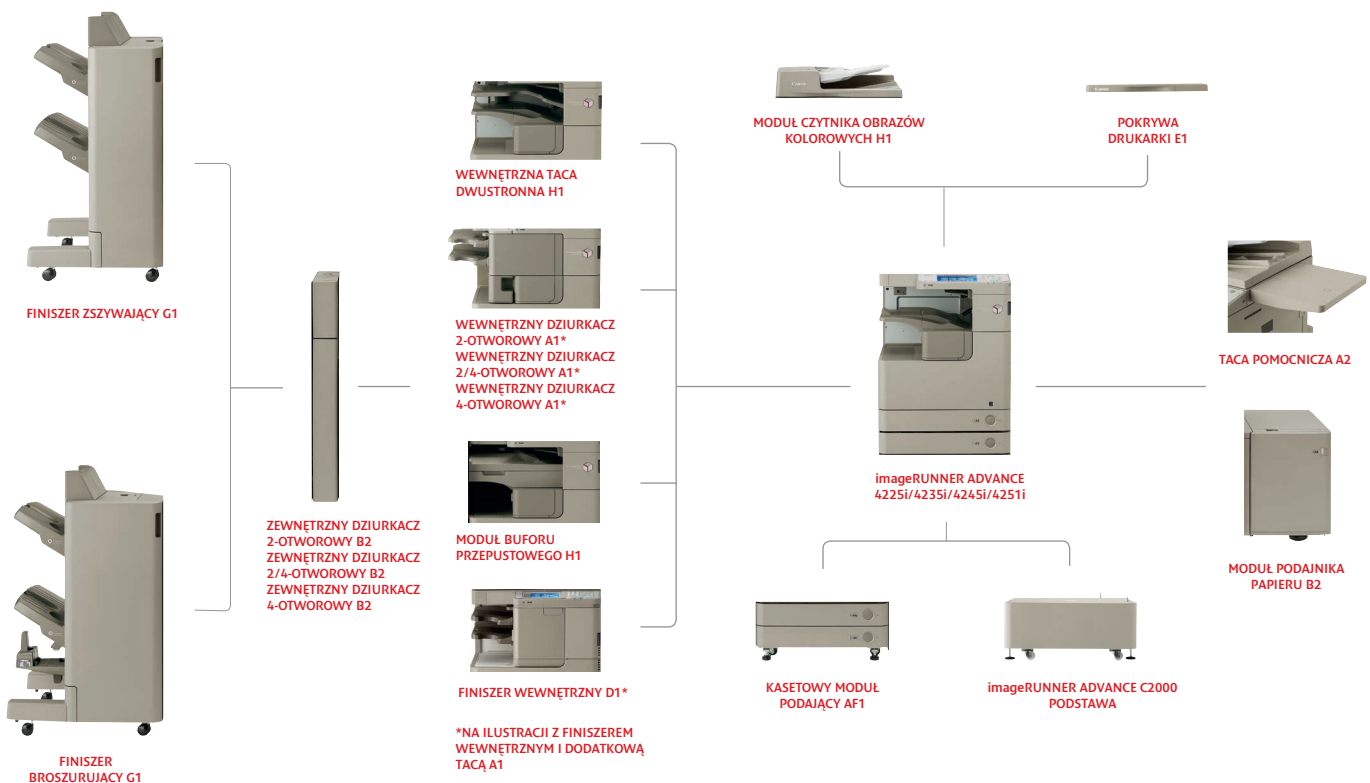 FINISZER ZSZYWAJĄCY G1
FINISZER
BROSZURUJĄCY G1
ZEWNĘTRZNY DZIURKACZ
2-OTWOROWY B2
ZEWNĘTRZNY DZIURKACZ
2/4-OTWOROWY B2
ZEWNĘTRZNY DZIURKACZ
4-OTWOROWY B2
WEWNĘTRZNA TACA
DWUSTRONNA H1
WEWNĘTRZNY DZIURKACZ
2-OTWOROWY A1*
WEWNĘTRZNY DZIURKACZ
2/4-OTWOROWY A1*
WEWNĘTRZNY DZIURKACZ
4-OTWOROWY A1*
MODUŁ BUFORU
PRZEPUSTOWEGO H1
FINISZER WEWNĘTRZNY D1*
*NA ILUSTRACJI Z FINISZEREM
WEWNĘTRZNYM I DODATKOWĄ
TACĄ A1
Canon
MODUŁ CZYTNIKA OBRAZÓW
KOLOROWYCH H1
Canon
POKRYWA
DRUKARKI E1
imageRUNNER ADVANCE
4225i/4235i/4245i/4251i
KASETOWY MODUŁ
PODAJĄCY AF1
imageRUNNER ADVANCE C2000
PODSTAWA
TACA POMOCNICZA A2
MODUŁ PODAJNIKA
PAPIERU B2